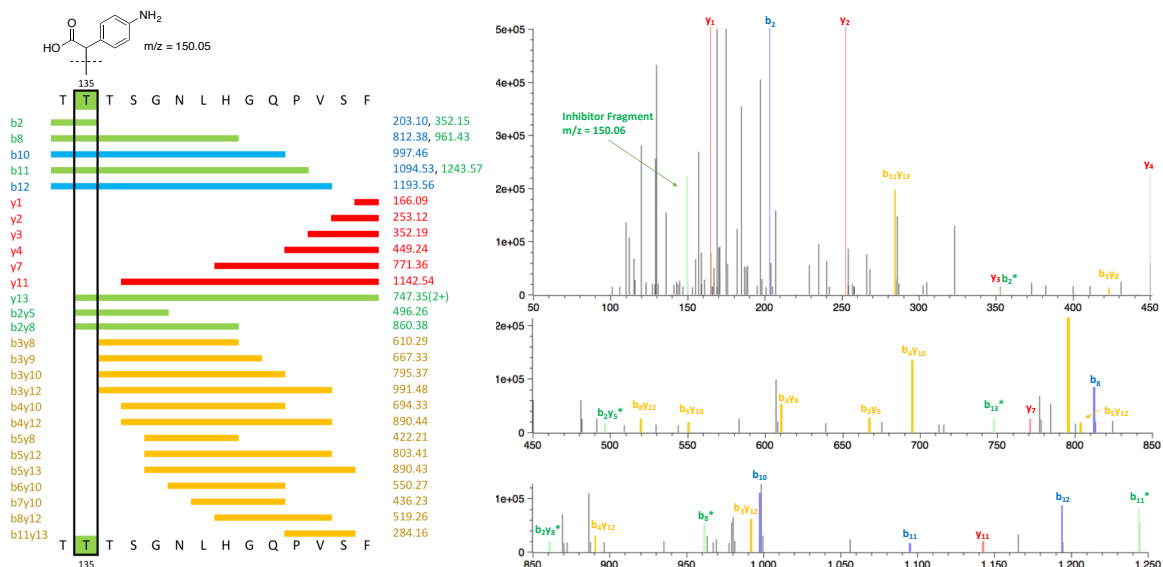 NH₂
O
HO
m/z = 150.05
135
T T T S G N L H G Q P V S F
b2 203.10, 352.15
b8 812.38, 961.43
b10 997.46
b11 1094.53, 1243.57
b12 1193.56
y1 166.09
y2 253.12
y3 352.19
y4 449.24
y7 771.36
y11 1142.54
y13 747.35(2+)
b2y5 496.26
b2y8 860.38
b3y8 610.29
b3y9 667.33
b3y10 795.37
b3y12 991.48
b4y10 694.33
b4y12 890.44
b5y8 422.21
b5y12 803.41
b5y13 890.43
b6y10 550.27
b7y10 436.23
b8y12 519.26
b11y13 284.16
T T T S G N L H G Q P V S F
135
y₁ b₂ y₂
5e+05
4e+05
Inhibitor Fragment
m/z = 150.06
3e+05
b₁₁y₁₃ y₄
2e+05
1e+05
y₃ b₂* b₅y₈
0
50 100 150 200 250 300 350 400 450
2e+05
b₄y₁₀
b₈
1e+05
b₂y₅* b₈y₁₂ b₆y₁₀ b₃y₈ b₃y₉ b₁₃* y₇ b₅y₁₂
0
450 500 550 600 650 700 750 800 850
b₁₀
1e+05
b₂y₈* b₄y₁₂ b₈* b₃y₁₂ b₁₁ y₁₁ b₁₂ b₁₁*
0
850 900 950 1.000 1.050 1.100 1.150 1.200 1.250